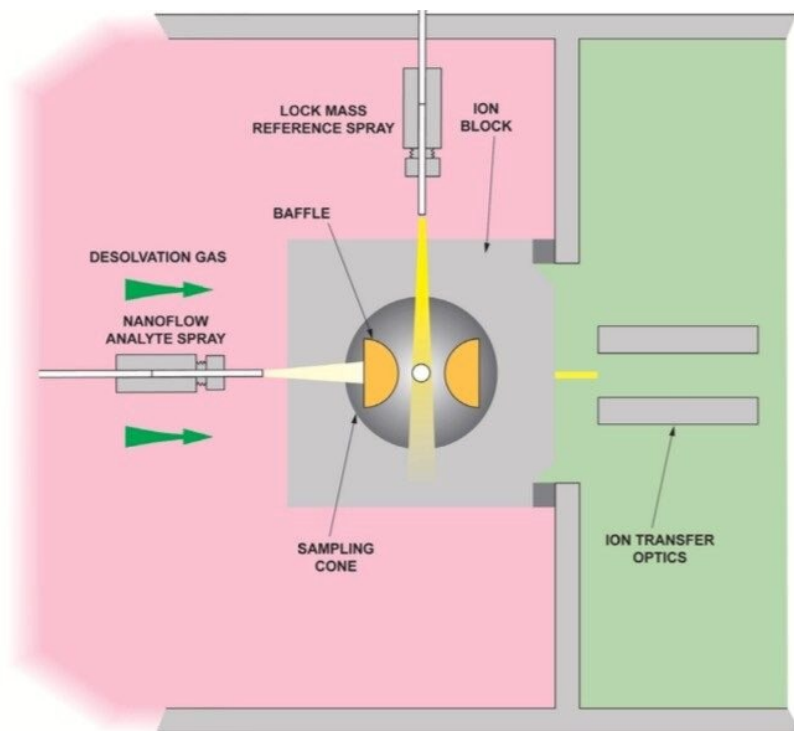 LOCK MASS
REFERENCE SPRAY
ION
BLOCK
BAFFLE
DESOLVATION GAS
NANOFLOW
ANALYTE SPRAY
SAMPLING
CONE
ION TRANSFER
OPTICS